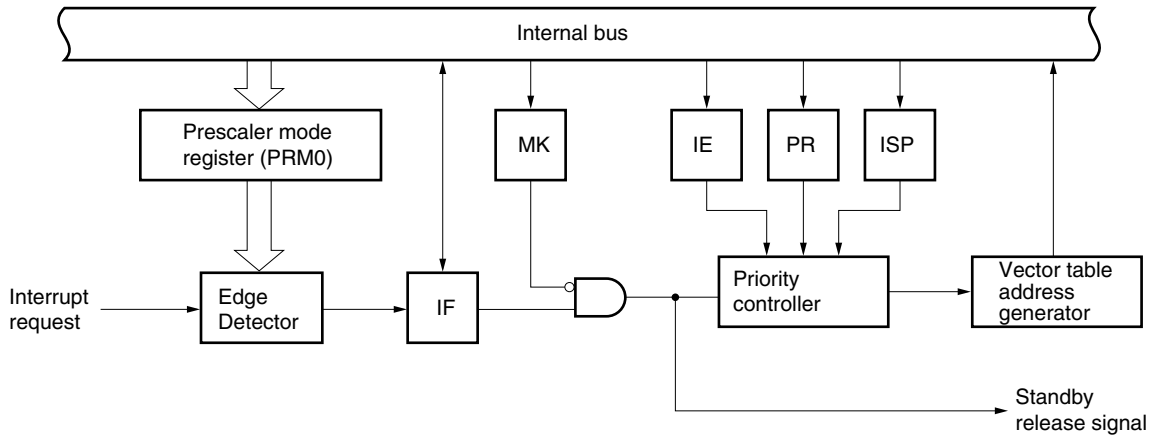 Internal bus
Prescaler mode
register (PRM0)
MK
IE
PR
ISP
Interrupt
request
Edge
Detector
IF
Priority
controller
Vector table
address
generator
Standby
release signal